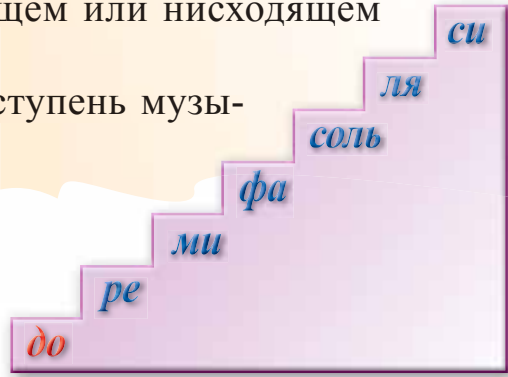 щем или нисходящем
ступень музы-
си
ля
соль
фа
ми
ре
до